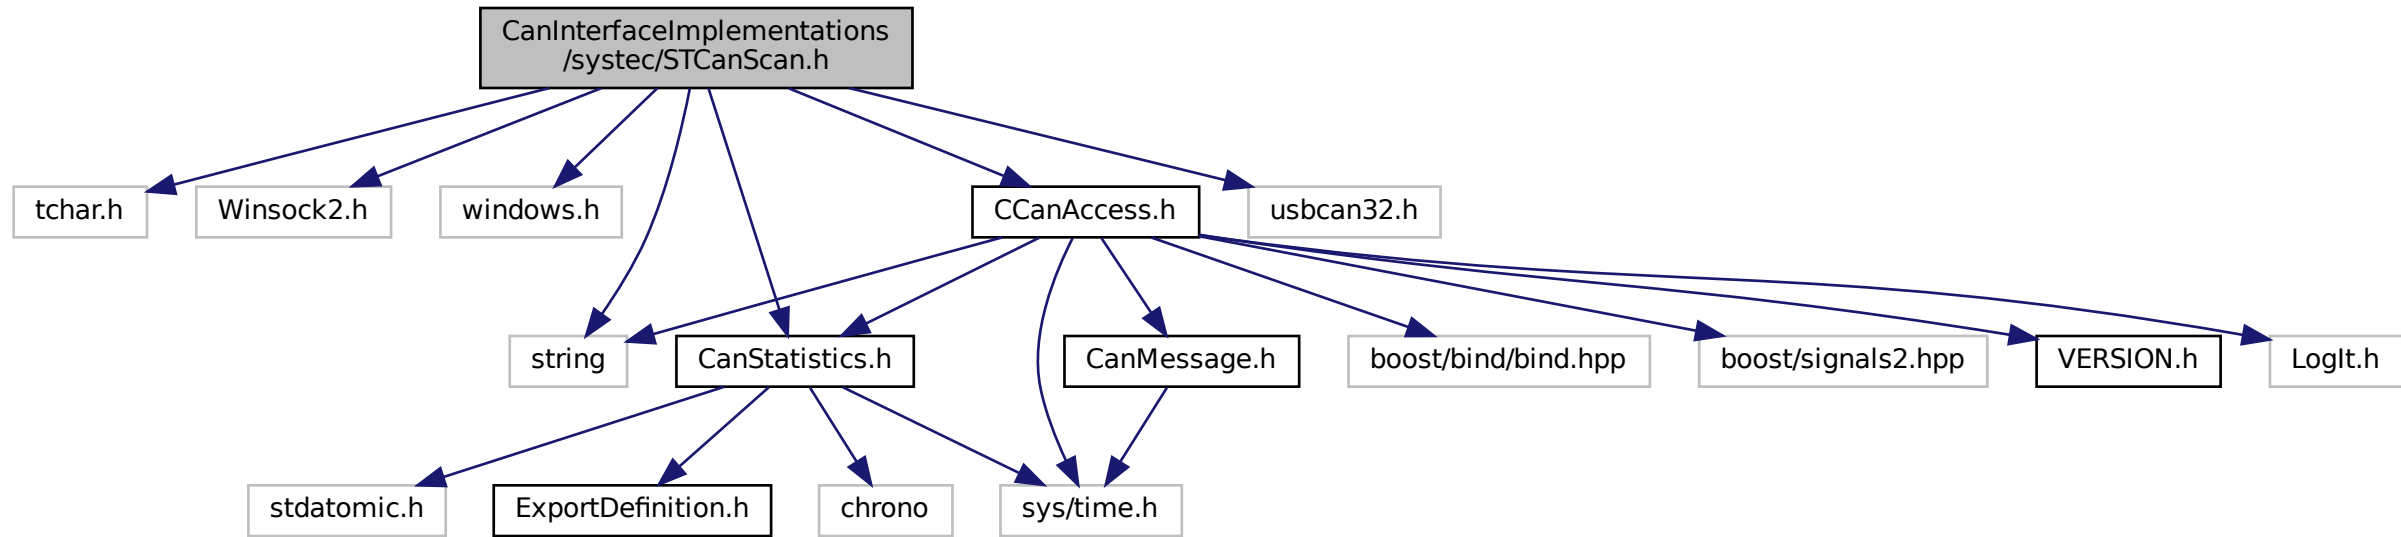 CanInterfaceImplementations
/systec/STCanScan.h
tchar.h
Winsock2.h
windows.h
CCanAccess.h
usbcan32.h
string
CanStatistics.h
CanMessage.h
boost/bind/bind.hpp
boost/signals2.hpp
VERSION.h
LogIt.h
stdatomic.h
ExportDefinition.h
chrono
sys/time.h